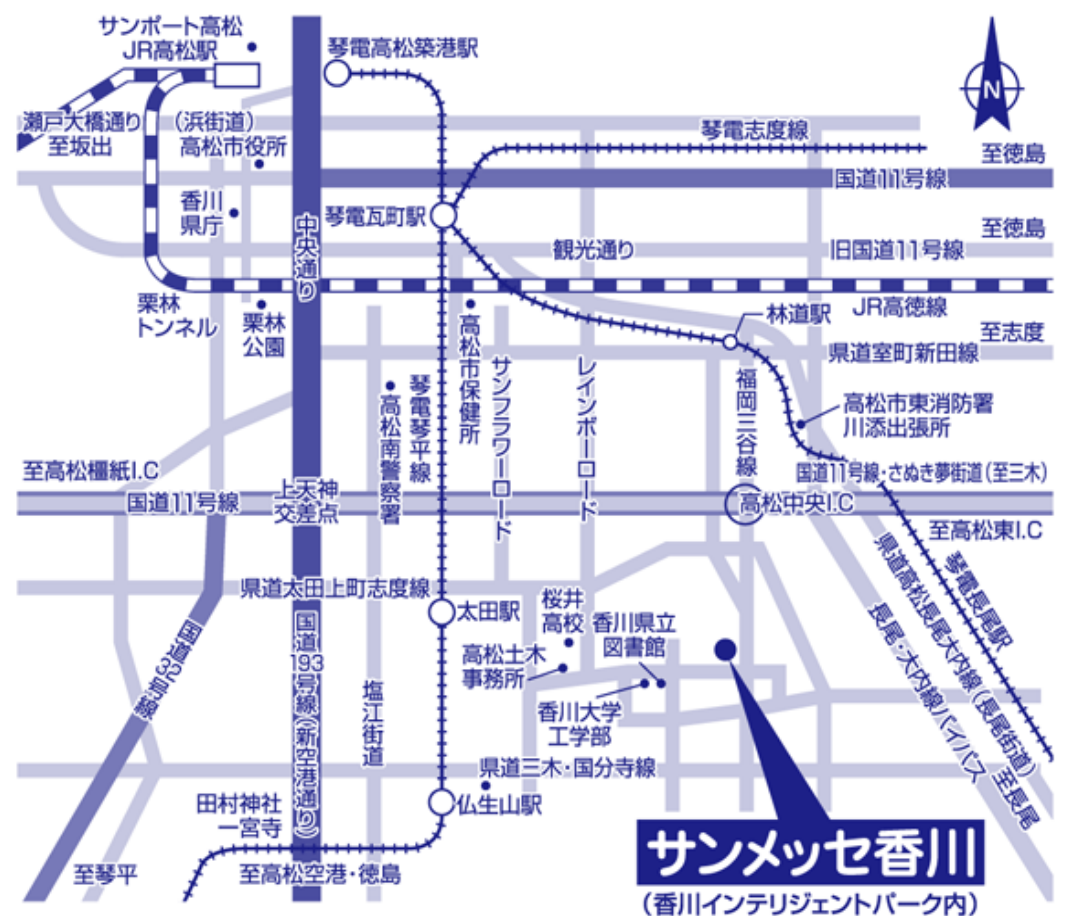 サンポート高松
JR高松駅
琴電高松築港駅
N
瀬戸大橋通り
(浜街道)
至坂出
高松市役所
琴電志度線
至徳島
国道11号線
香川
県庁
琴電瓦町駅
中央通り
観光通り
至徳島
旧国道11号線
栗林
トンネル
栗林
公園
高松市保健所
JR高徳線
林道駅
至志度
県道室町新田線
サンフラワーロード
レインボーロード
福岡三谷線
琴電琴平線
高松南警察署
高松市東消防署
川添出張所
至高松檀紙I.C
国道11号線・さぬき夢街道(至三木)
国道11号線
上天神
交差点
高松中央I.C
至高松東I.C
県道太田上町志度線
太田駅
桜井
高校
香川県立
図書館
高松土木
事務所
香川大学
工学部
琴電長尾駅
県道高松長尾大内線(長尾街道)
至長尾
長尾・大内線バイパス
国道32号線
国道193号線(新空港通り)
塩江街道
県道三木・国分寺線
仏生山駅
田村神社
一宮寺
至琴平
至高松空港・徳島
サンメッセ香川
(香川インテリジェントパーク内)